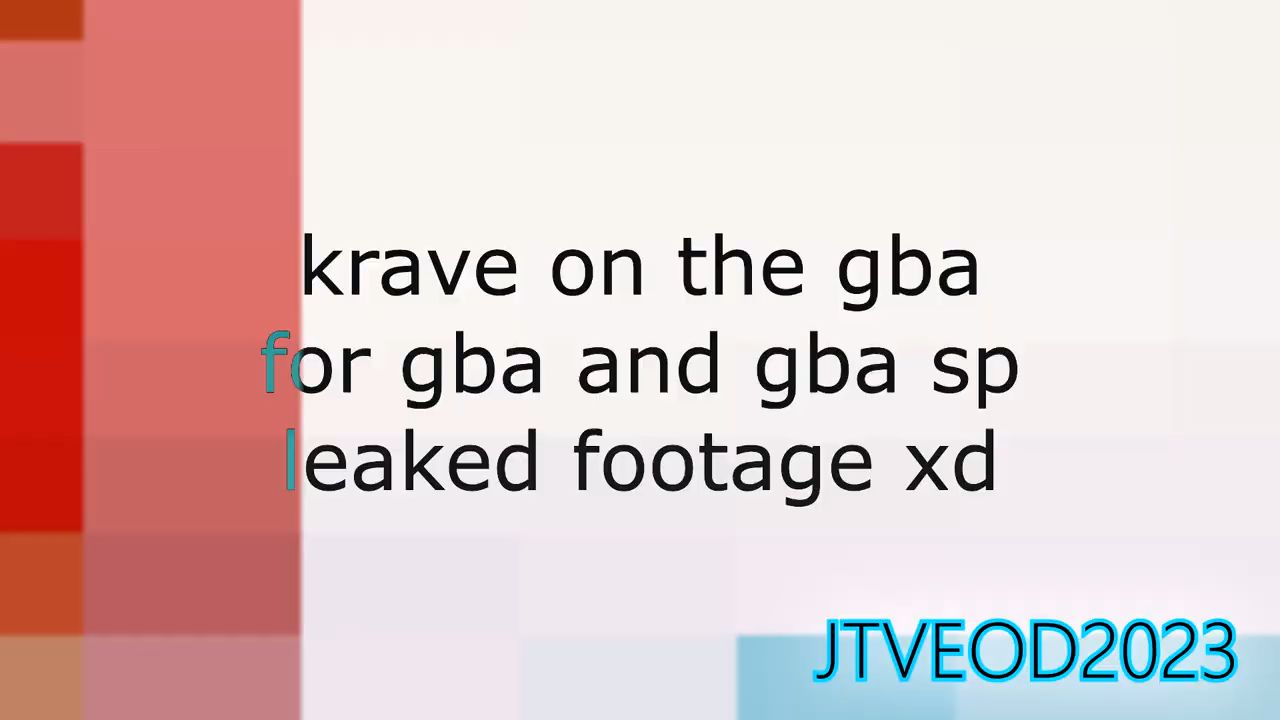 krave on the gba
for gba and gba sp
leaked footage xd
JTVEOD2023